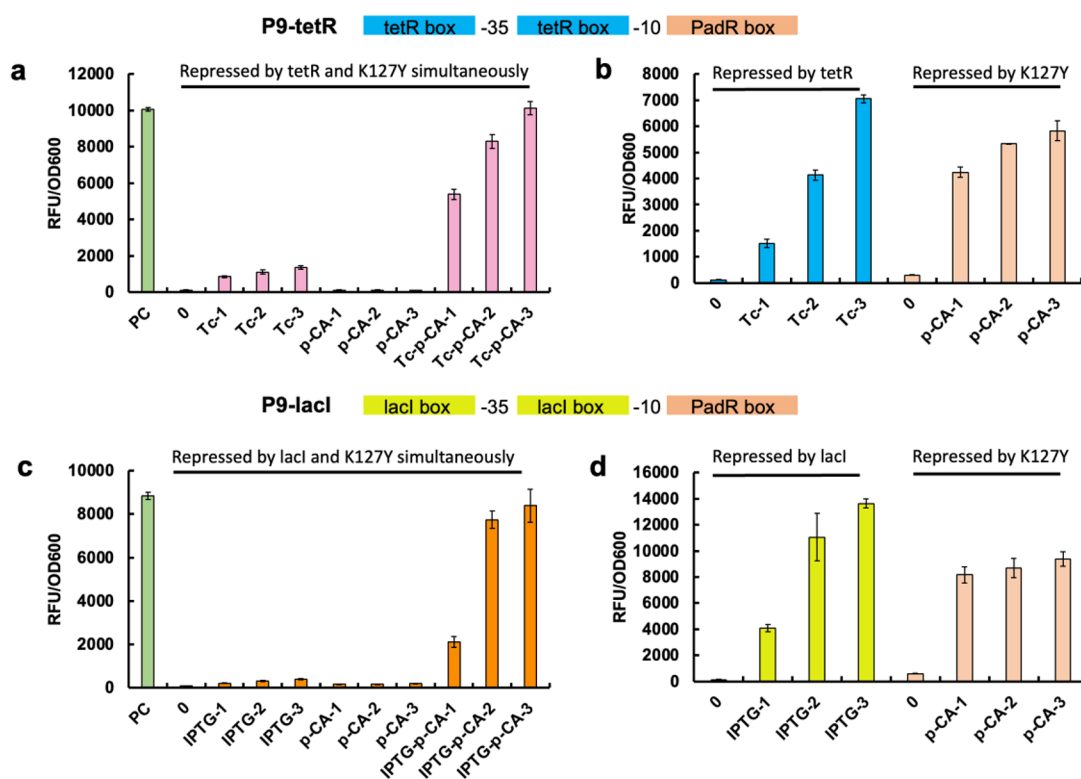 P9-tetR tetR box -35 tetR box -10 PadR box
a
Repressed by tetR and K127Y simultaneously
RFU/OD600
12000
10000
8000
6000
4000
2000
0
PC 0 Tc-1 Tc-2 Tc-3 p-CA-1 p-CA-2 p-CA-3 Tc-p-CA-1 Tc-p-CA-2 Tc-p-CA-3
b
Repressed by tetR Repressed by K127Y
RFU/OD600
8000
7000
6000
5000
4000
3000
2000
1000
0
0 Tc-1 Tc-2 Tc-3 0 p-CA-1 p-CA-2 p-CA-3
P9-lacI lacI box -35 lacI box -10 PadR box
c
Repressed by lacI and K127Y simultaneously
RFU/OD600
10000
8000
6000
4000
2000
0
PC 0 IPTG-1 IPTG-2 IPTG-3 p-CA-1 p-CA-2 p-CA-3 IPTG-p-CA-1 IPTG-p-CA-2 IPTG-p-CA-3
d
Repressed by lacI Repressed by K127Y
RFU/OD600
16000
14000
12000
10000
8000
6000
4000
2000
0
0 IPTG-1 IPTG-2 IPTG-3 0 p-CA-1 p-CA-2 p-CA-3